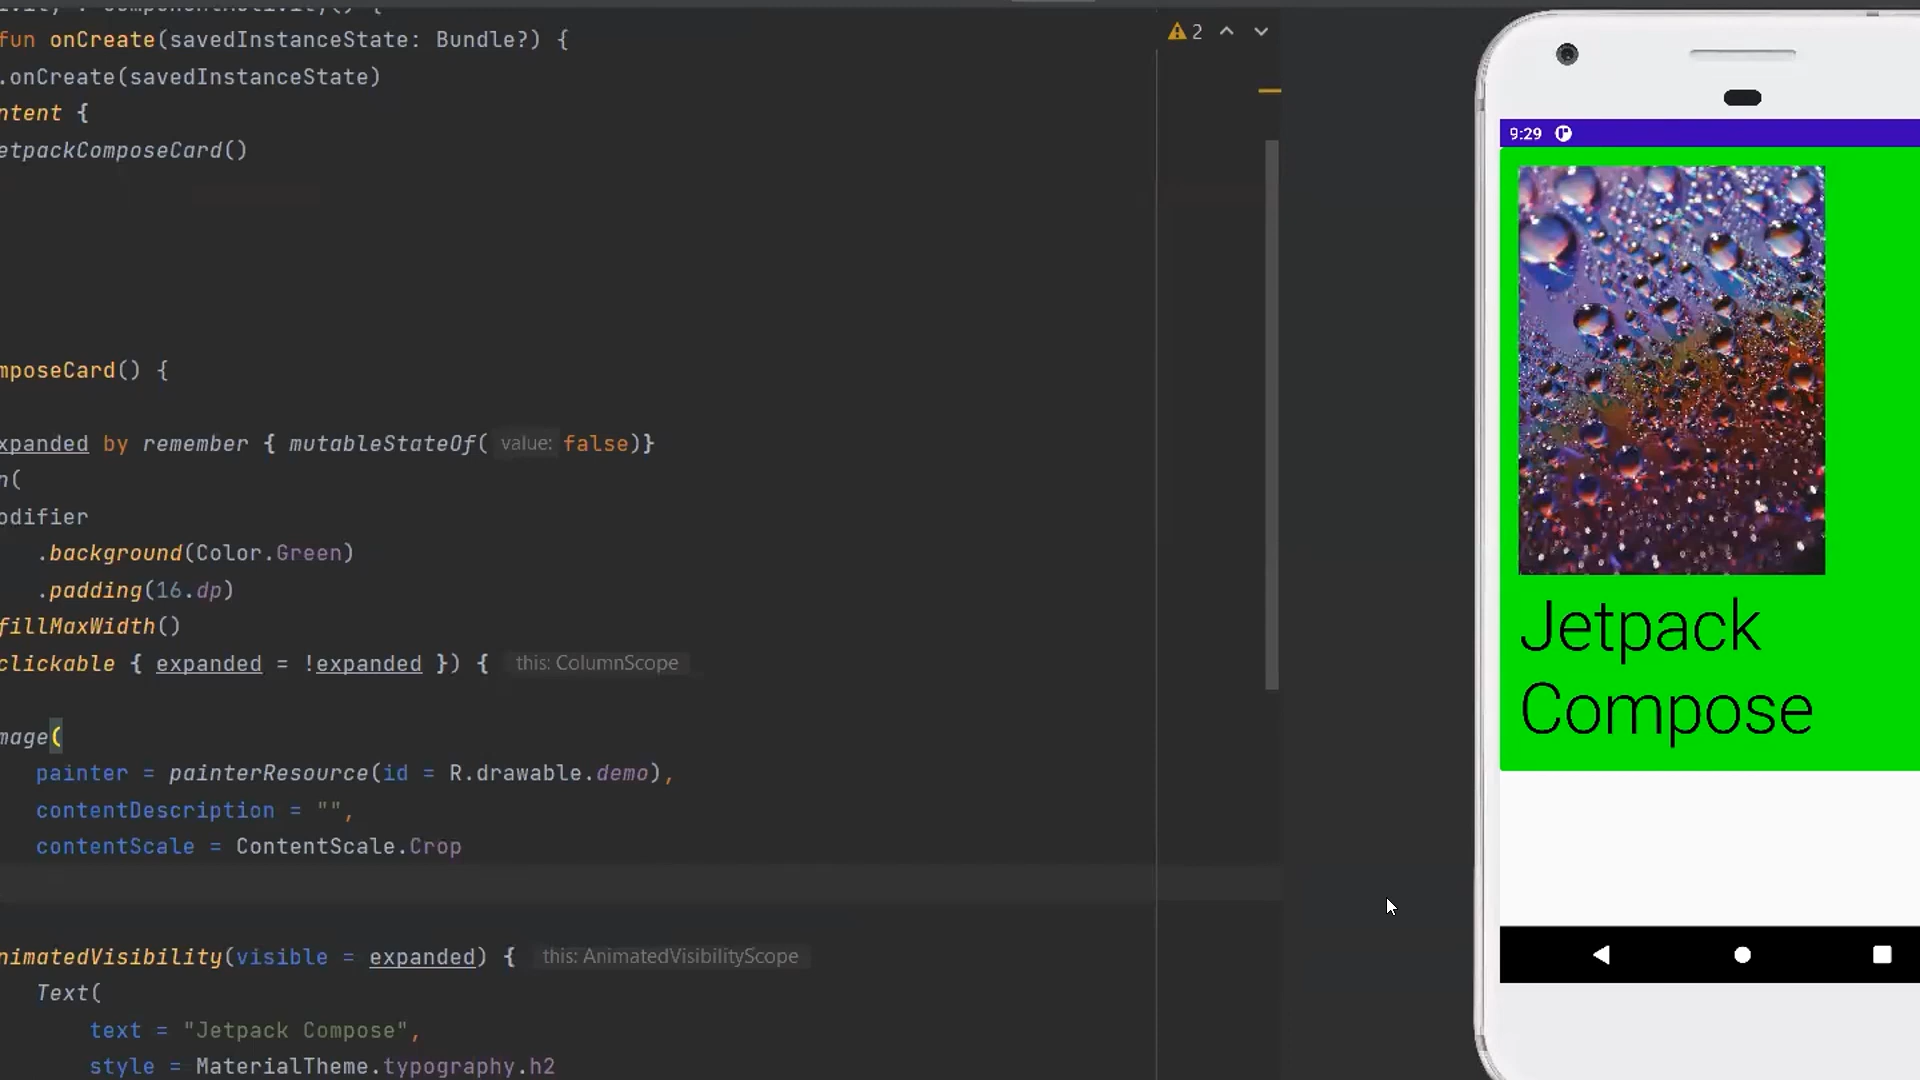 fun onCreate(savedInstanceState: Bundle?) {
.onCreate(savedInstanceState)
ntent {
etpackComposeCard()
mposeCard() {
xpanded by remember { mutableStateOf( value: false)}
n(
odifier
.background(Color.Green)
.padding(16.dp)
fillMaxWidth()
clickable { expanded = !expanded }) { this: ColumnScope
mage(
painter = painterResource(id = R.drawable.demo),
contentDescription = "",
contentScale = ContentScale.Crop
nimatedVisibility(visible = expanded) { this: AnimatedVisibilityScope
Text(
text = "Jetpack Compose",
style = MaterialTheme.typography.h2
2
9:29
Jetpack
Compose